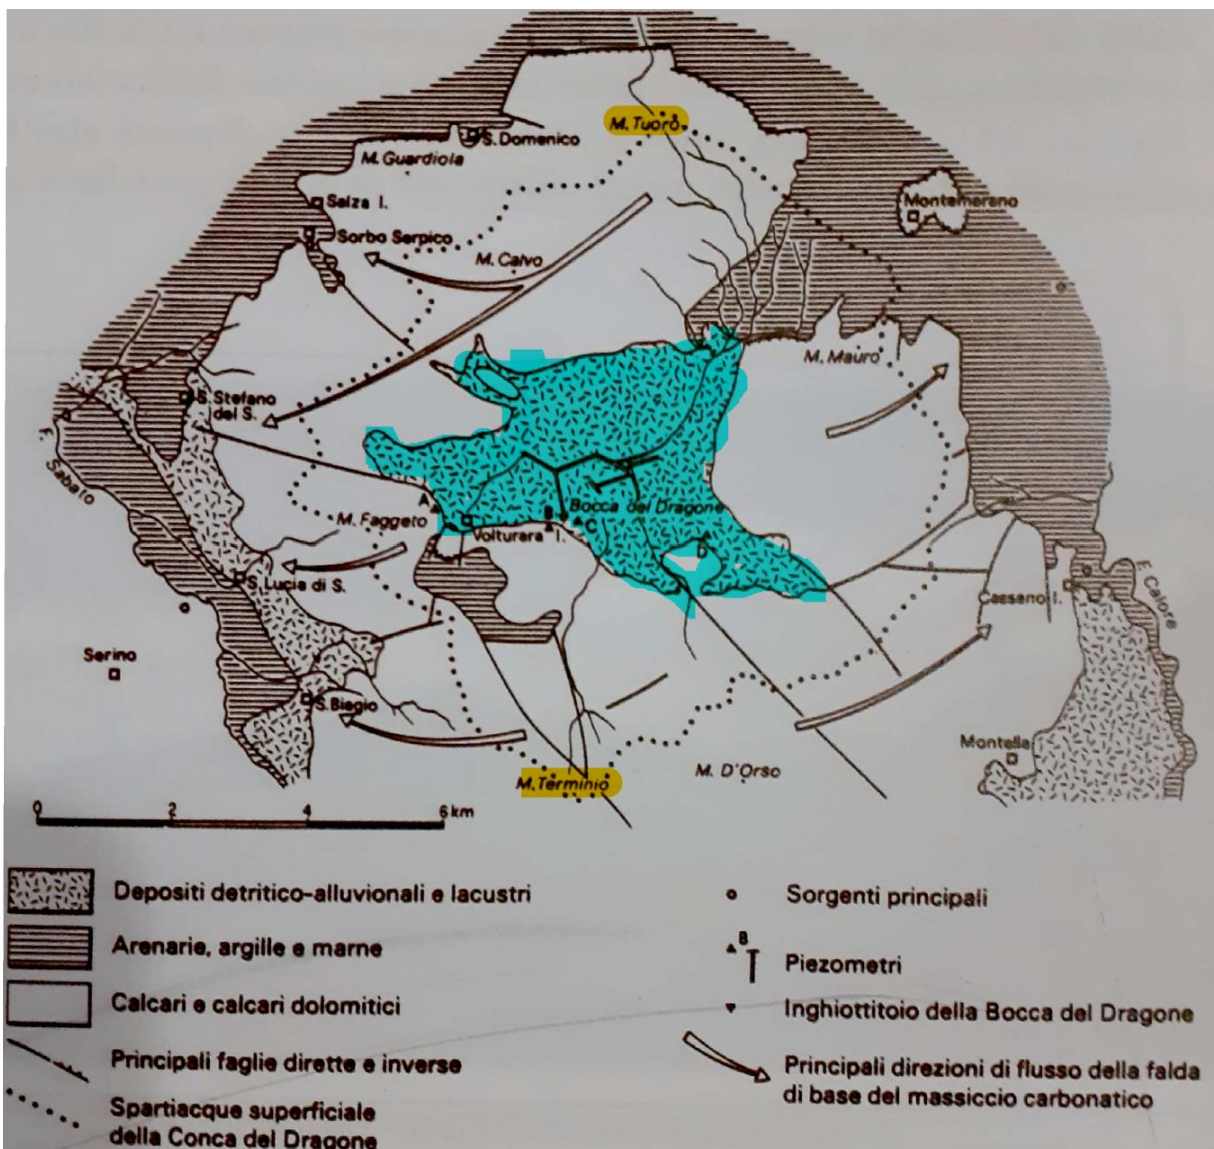 M. Tuoro
S. Domenico
M. Guardiola
Salza I.
Montemarano
Sorbo Serpico
M. Calvo
M. Mauro
S. Stefano
del S.
F. Sabato
A
M. Faggeto
B
C
Bocca del Dragone
Volturara I.
D
S. Lucia di S.
Cassano I.
F. Calore
Serino
S. Biagio
Montella
M. D'Orso
M. Terminio
0 2 4 6 km
Depositi detritico-alluvionali e lacustri
Arenarie, argille e marne
Calcari e calcari dolomitici
Principali faglie dirette e inverse
Spartiacque superficiale
della Conca del Dragone
Sorgenti principali
B
Piezometri
Inghiottitoio della Bocca del Dragone
Principali direzioni di flusso della falda
di base del massiccio carbonatico